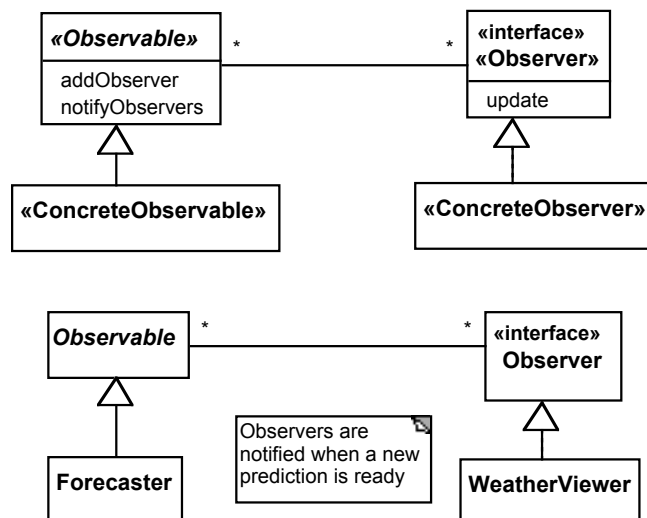 «Observable»
* *
«interface»
«Observer»
addObserver
notifyObservers
update
«ConcreteObservable»
«ConcreteObserver»
Observable
* *
«interface»
Observer
Observers are
notified when a new
prediction is ready
Forecaster
WeatherViewer